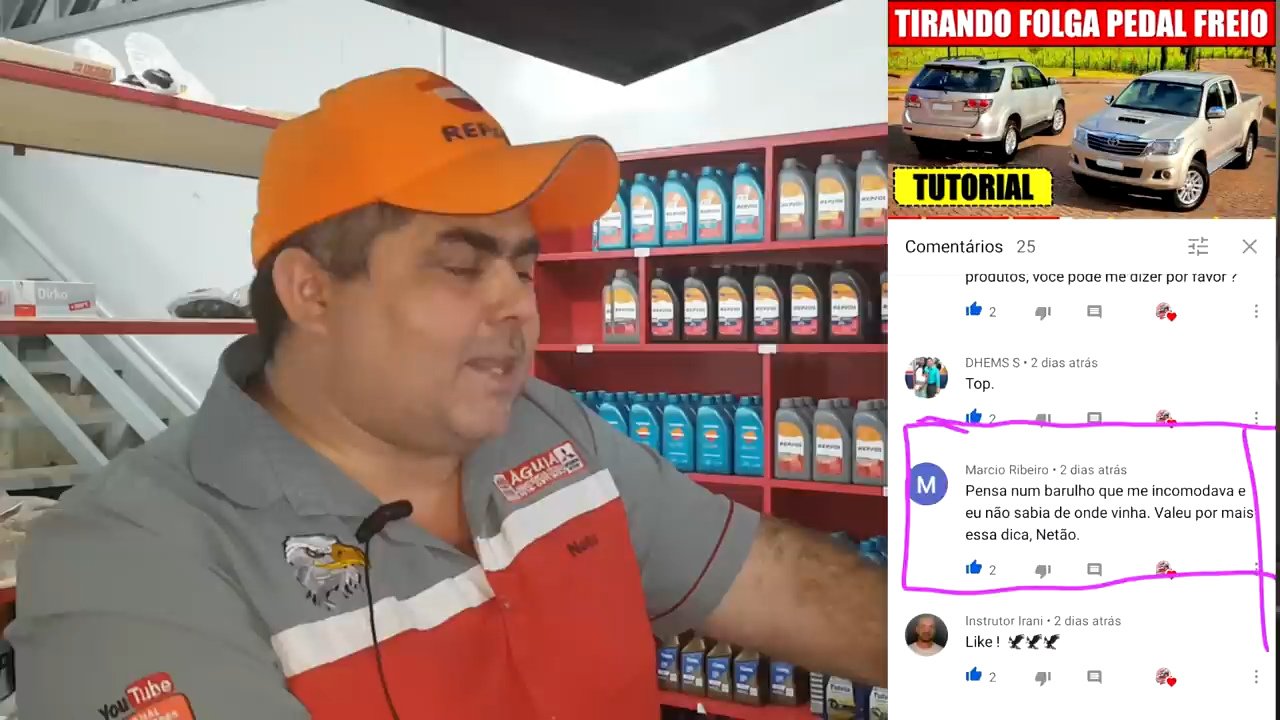 TIRANDO FOLGA PEDAL FREIO
TUTORIAL
Comentários 25
produtos, você pode me dizer por favor ?
2
DHEMS S • 2 dias atrás
Top.
2
M
Marcio Ribeiro • 2 dias atrás
Pensa num barulho que me incomodava e
eu não sabia de onde vinha. Valeu por mais
essa dica, Netão.
2
Instrutor Irani • 2 dias atrás
Like !
2
Dirko
ÁGUIA
YouTube
REPSOL